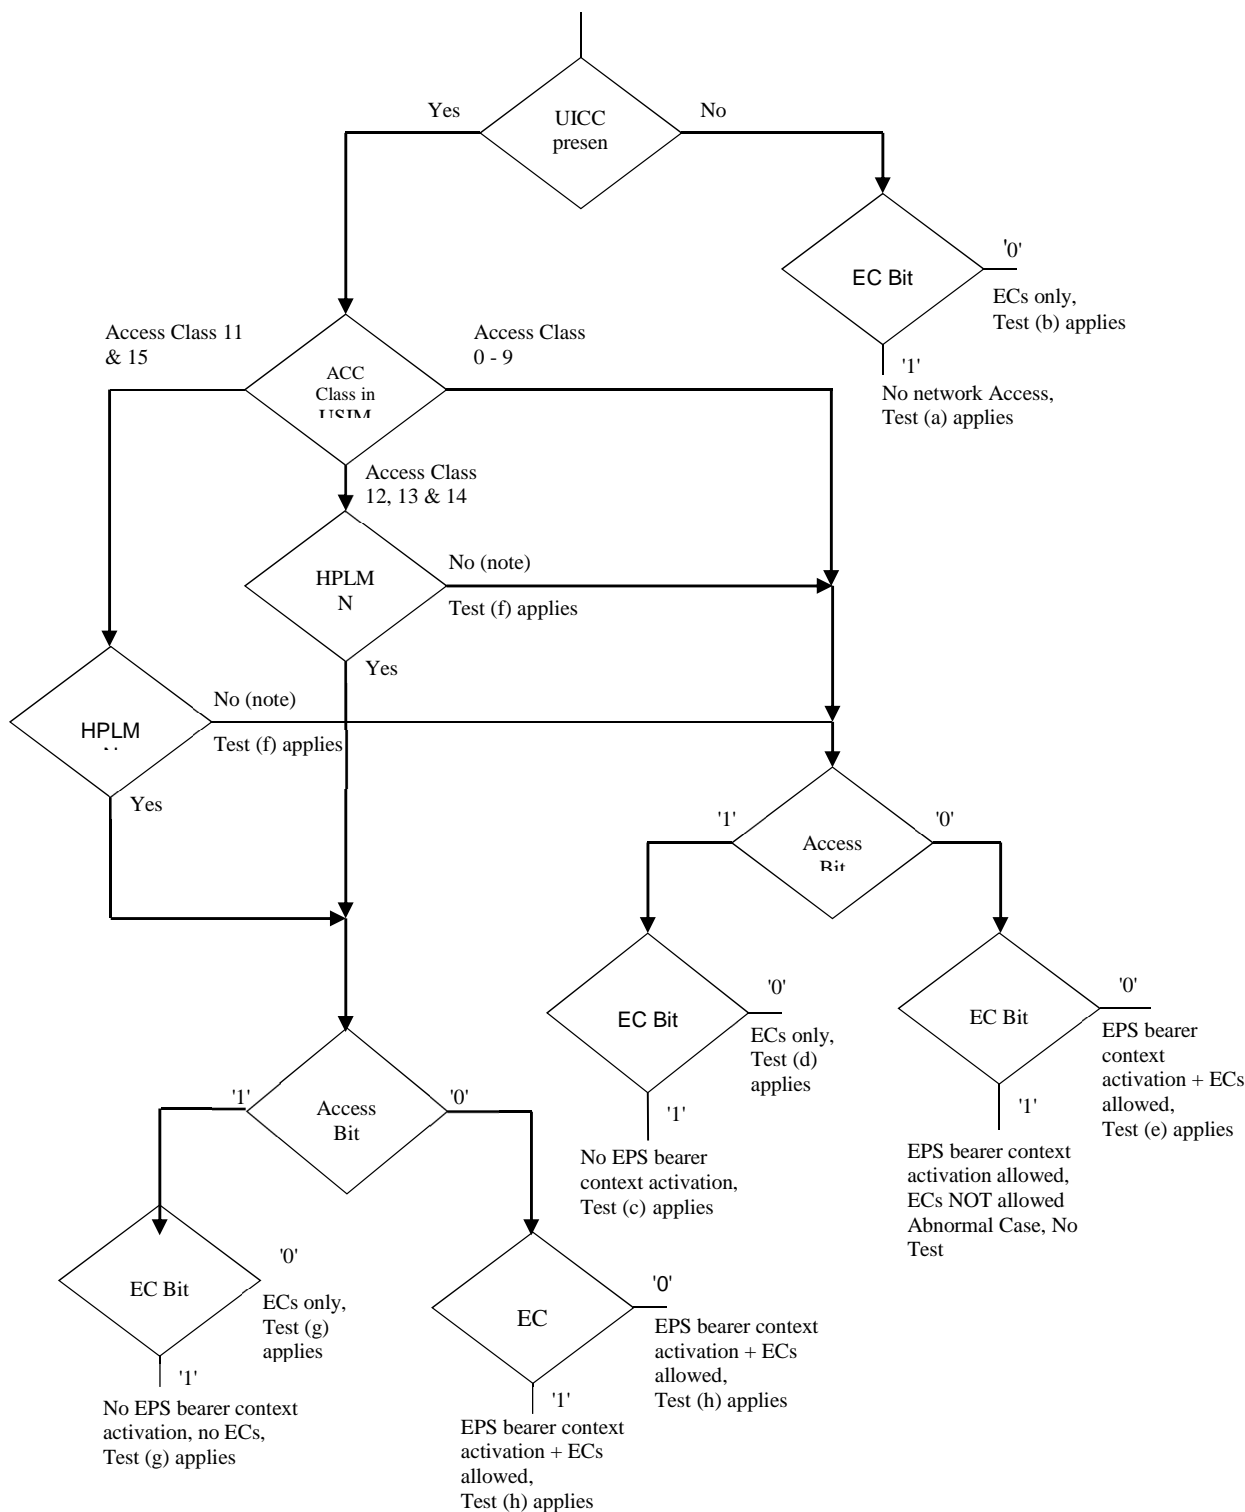 Yes
No
UICC
presen
'0'
EC Bit
ECs only,
Test (b) applies
'1'
No network Access,
Test (a) applies
Access Class 11
& 15
Access Class
0 - 9
ACC
Class in
USIM
Access Class
12, 13 & 14
No (note)
HPLM
N
Test (f) applies
Yes
No (note)
HPLM
Test (f) applies
Yes
'1'
'0'
Access
Bit
'0'
'0'
EC Bit
EC Bit
ECs only,
Test (d)
applies
EPS bearer
context
activation + ECs
allowed,
Test (e) applies
'1'
'1'
No EPS bearer
context activation,
Test (c) applies
EPS bearer context
activation allowed,
ECs NOT allowed
Abnormal Case, No
Test
'1'
'0'
Access
Bit
'0'
EC Bit
ECs only,
Test (g)
applies
'1'
No EPS bearer context
activation, no ECs,
Test (g) applies
'0'
EC
EPS bearer context
activation + ECs
allowed,
Test (h) applies
'1'
EPS bearer context
activation + ECs
allowed,
Test (h) applies